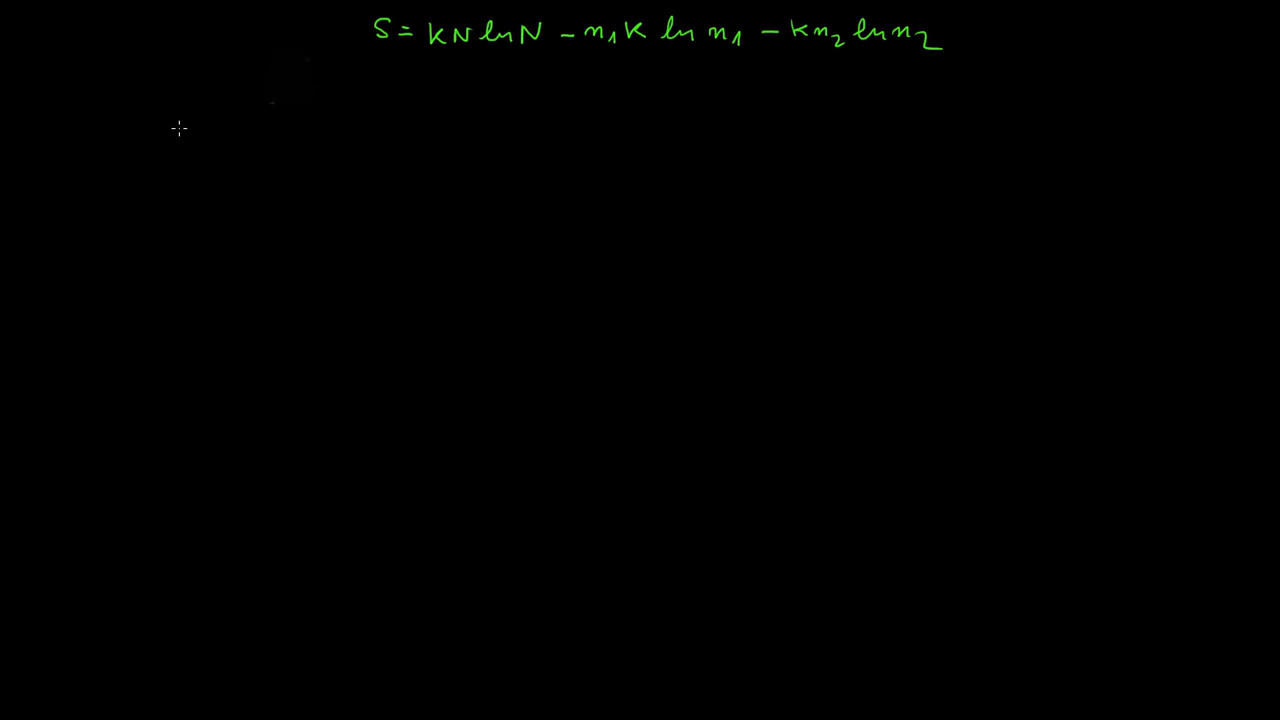 S = kN ln N − n₁k ln n₁ − kn₂ ln n₂